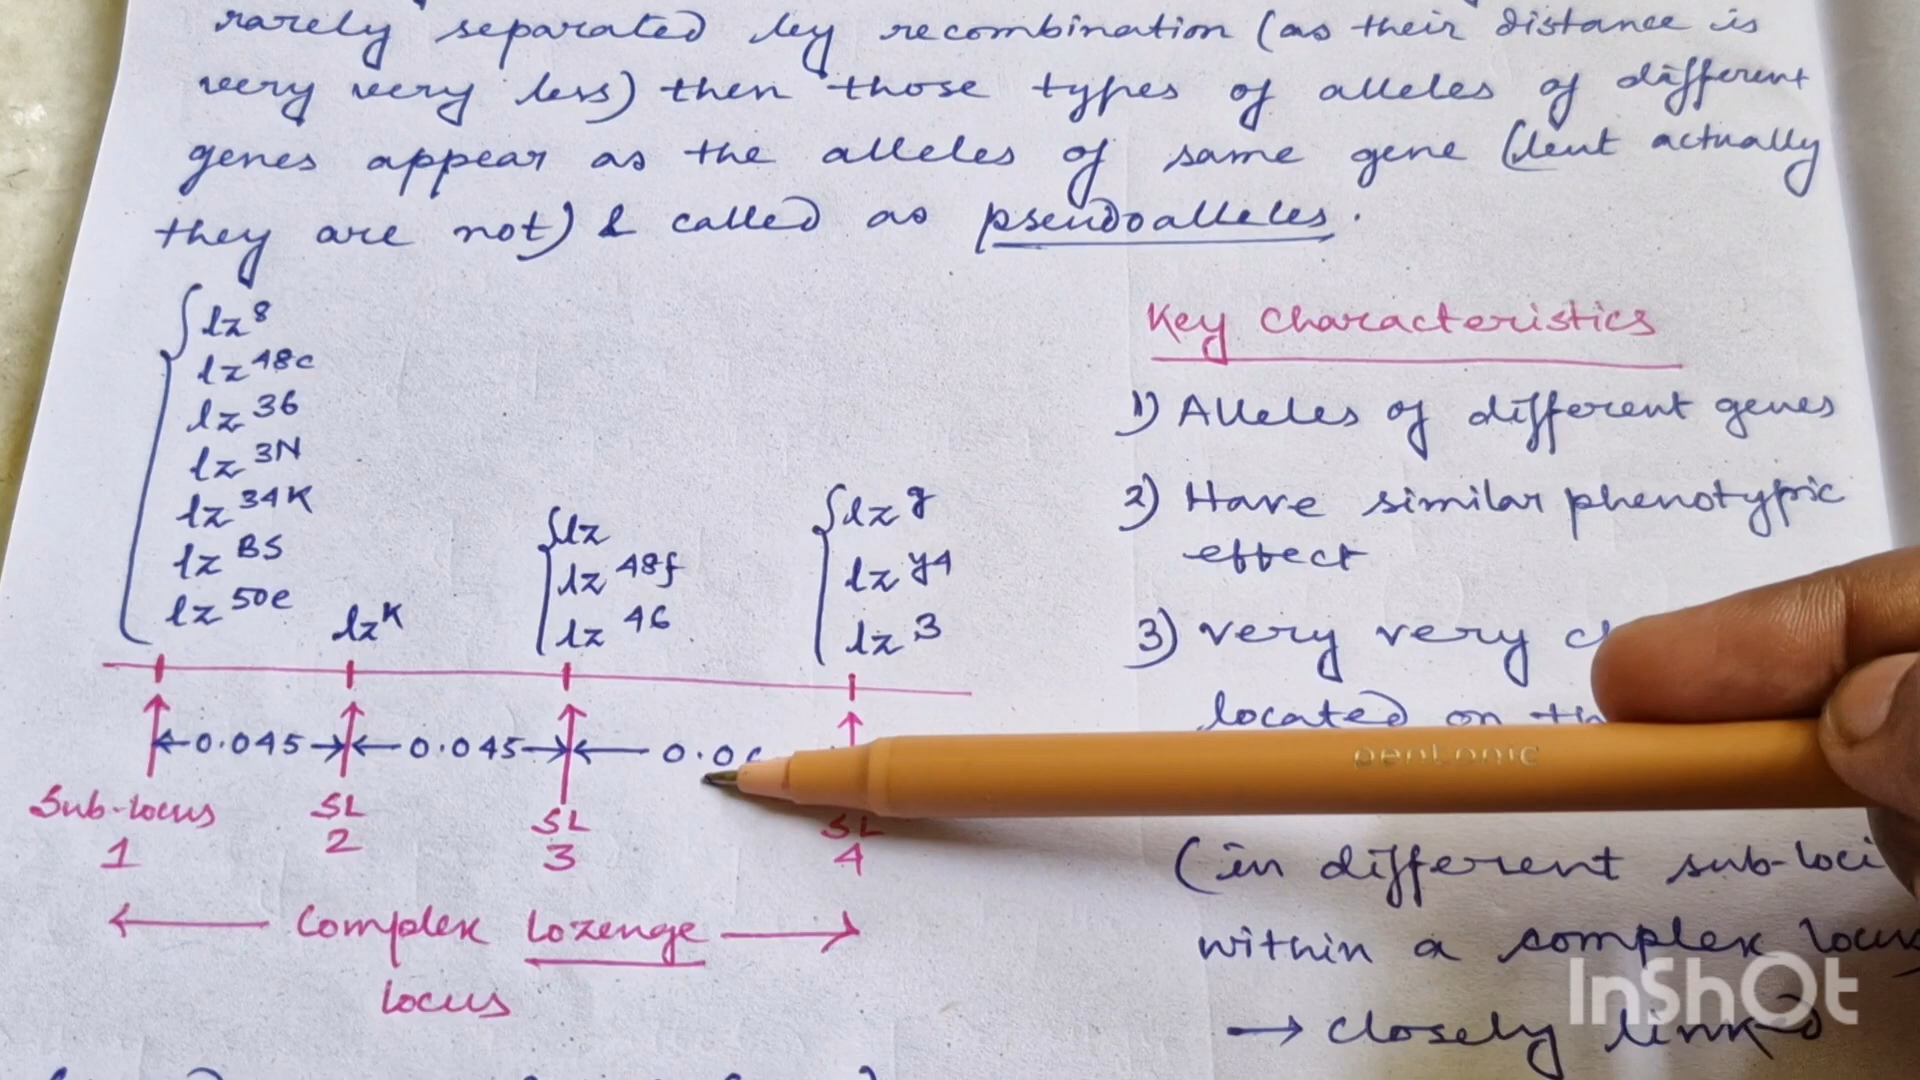 rarely separated by recombination (as their distance is
very very less) then those types of alleles of different
genes appear as the alleles of same gene (but actually
they are not) & called as pseudoalleles.
lz^8
lz^48c
lz^36
lz^3N
lz^34K
lz^BS
lz^50e
lz^K
lz
lz^48f
lz^46
lz^g
lz^y4
lz^3
0.045
0.045
Sub-locus
1
SL
2
SL
3
SL
4
Complex Lozenge
locus
Key Characteristics
1) Alleles of different genes
2) Have similar phenotypic
effect
3) Very very
located on
(in different sub-loci
within a complex locus
→ closely linked
pentonic
InShOt